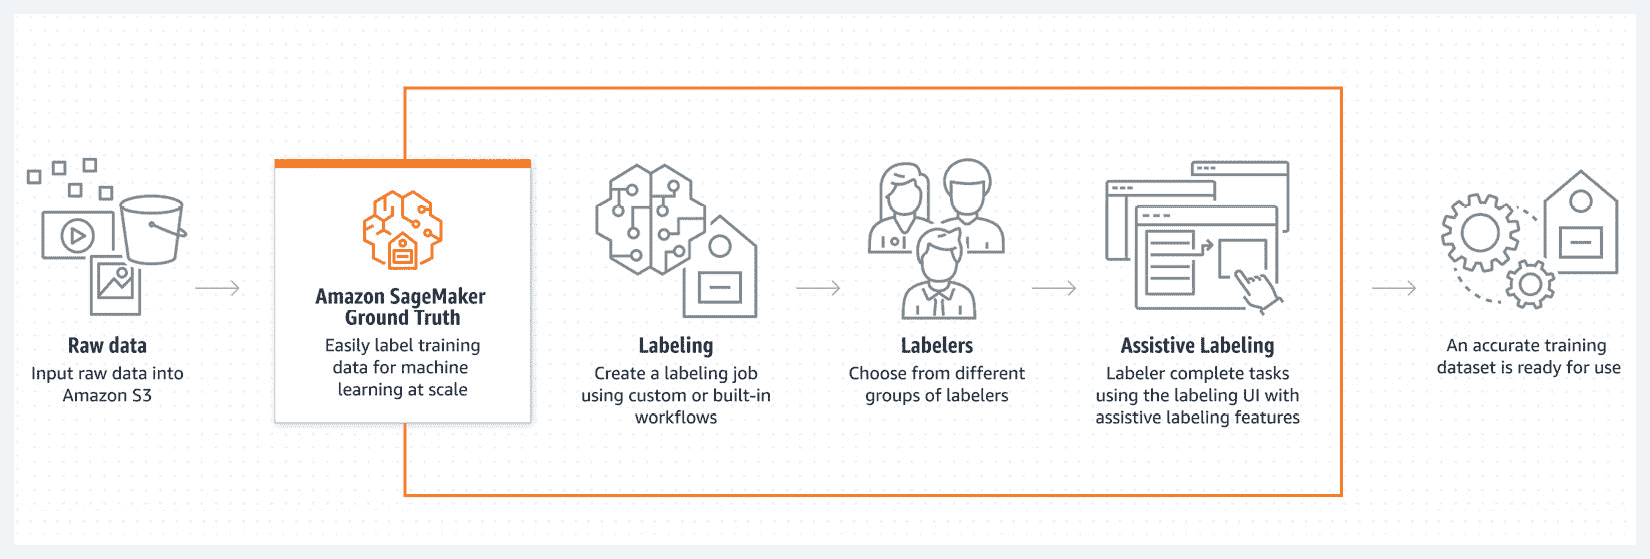 Raw data
Input raw data into
Amazon S3
Amazon SageMaker
Ground Truth
Easily label training
data for machine
learning at scale
Labeling
Create a labeling job
using custom or built-in
workflows
Labelers
Choose from different
groups of labelers
Assistive Labeling
Labeler complete tasks
using the labeling UI with
assistive labeling features
An accurate training
dataset is ready for use